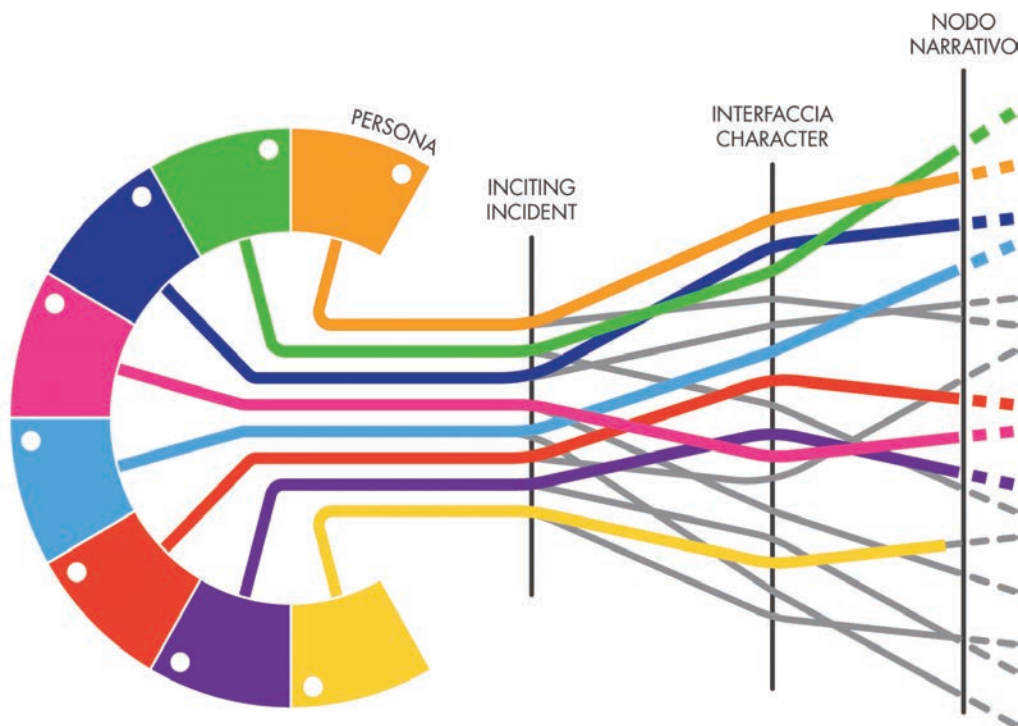 PERSONA
INCITING
INCIDENT
INTERFACCIA
CHARACTER
NODO
NARRATIVO